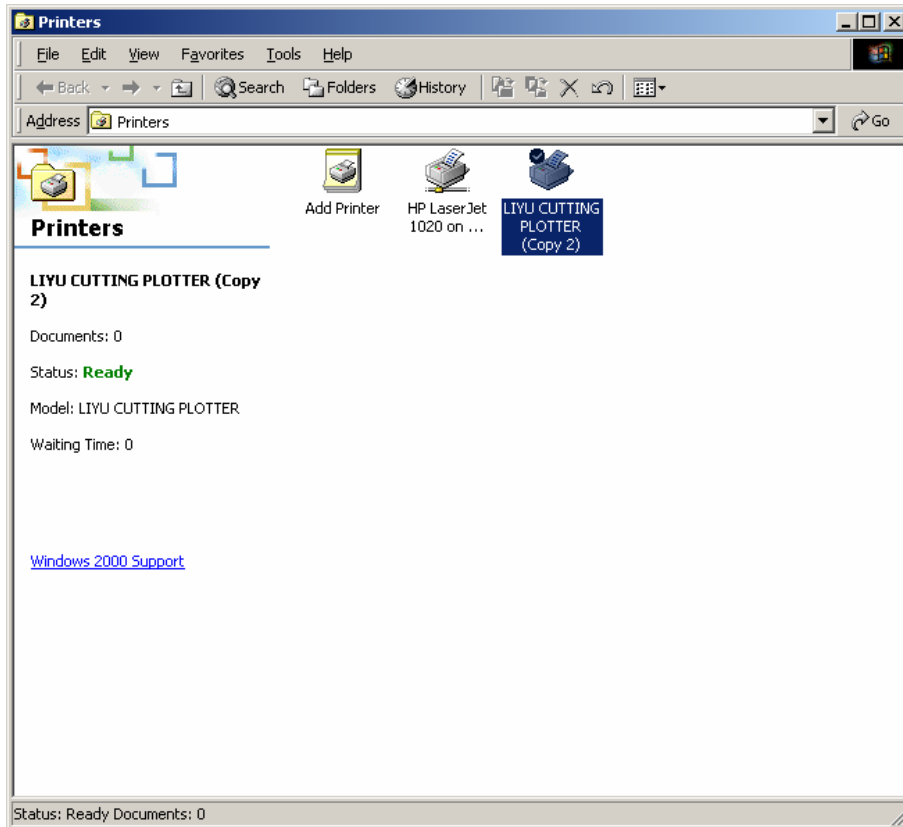 Printers
File Edit View Favorites Tools Help
Back Search Folders History
Address Printers Go
Add Printer
HP LaserJet
1020 on ...
LIYU CUTTING
PLOTTER
(Copy 2)
Printers
LIYU CUTTING PLOTTER (Copy
2)
Documents: 0
Status: Ready
Model: LIYU CUTTING PLOTTER
Waiting Time: 0
Windows 2000 Support
Status: Ready Documents: 0